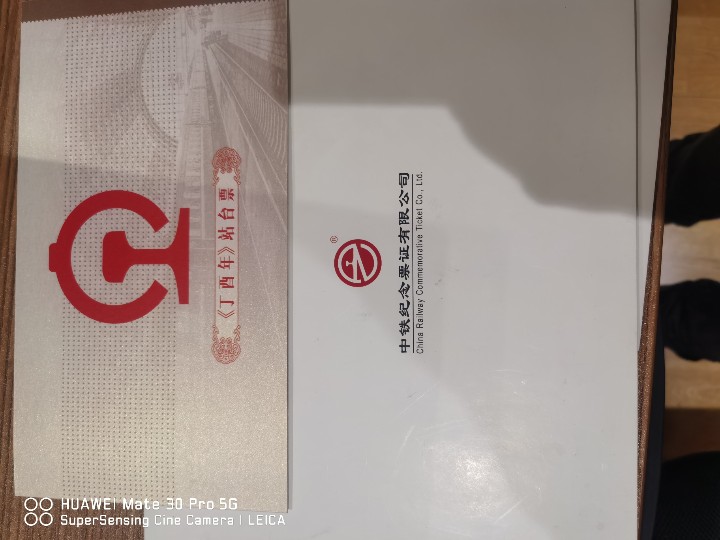 《丁酉年》站台票
®
中铁纪念票证有限公司
China Railway Commemorative Ticket Co., Ltd.
HUAWEI Mate 30 Pro 5G
SuperSensing Cine Camera | LEICA